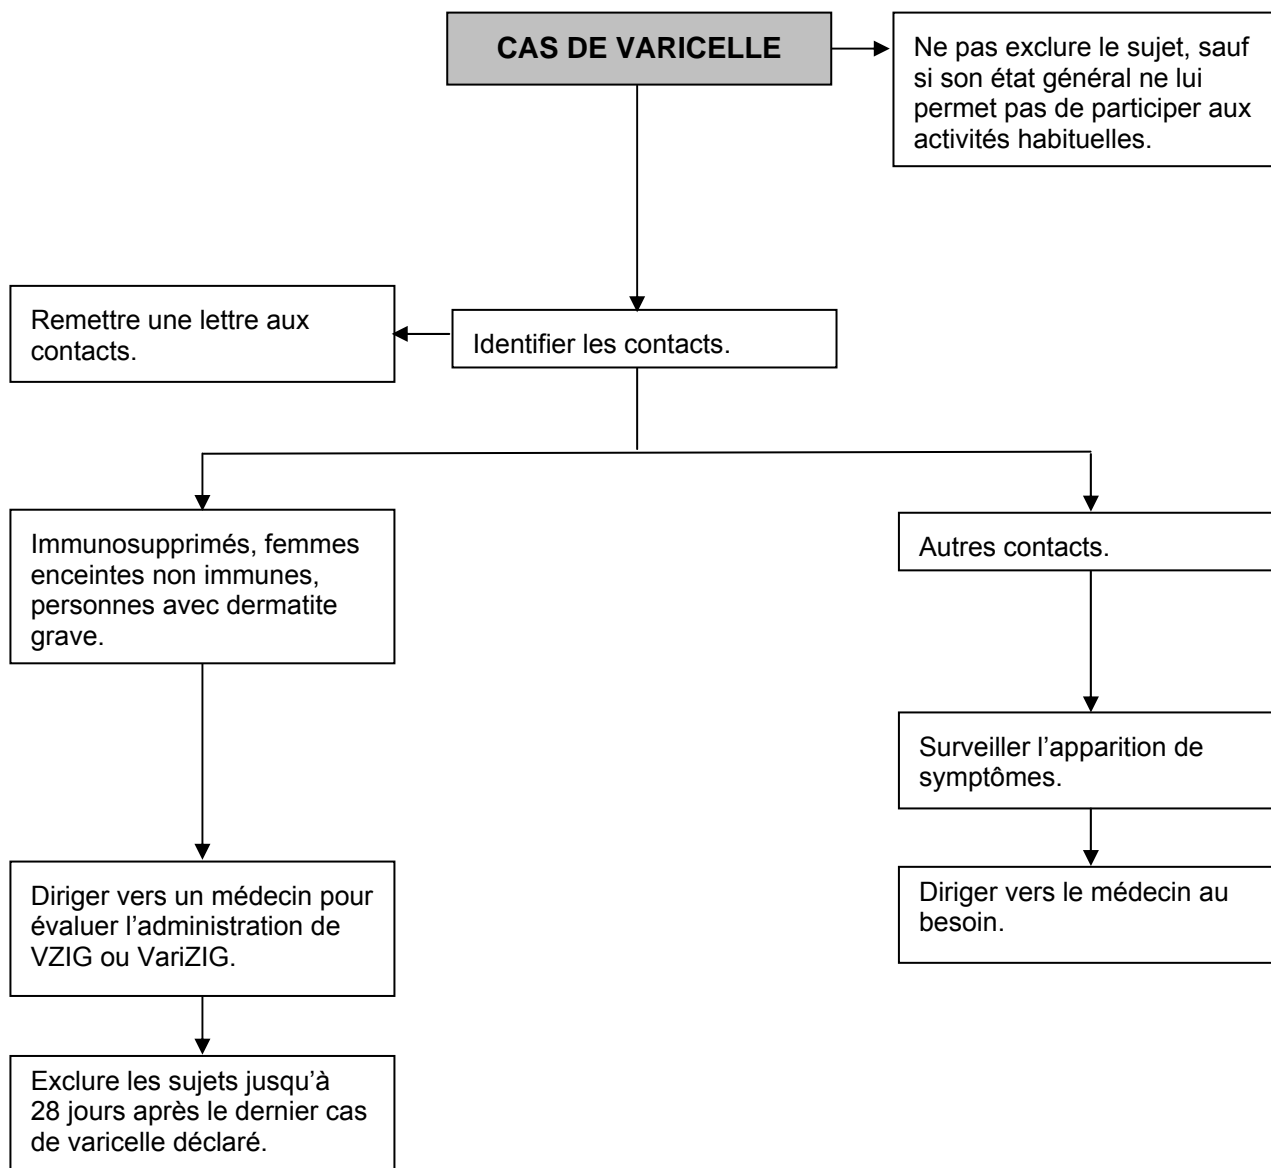 CAS DE VARICELLE
Ne pas exclure le sujet, sauf
si son état général ne lui
permet pas de participer aux
activités habituelles.
Remettre une lettre aux
contacts.
Identifier les contacts.
Immunosupprimés, femmes
enceintes non immunes,
personnes avec dermatite
grave.
Autres contacts.
Surveiller l’apparition de
symptômes.
Diriger vers un médecin pour
évaluer l’administration de
VZIG ou VariZIG.
Diriger vers le médecin au
besoin.
Exclure les sujets jusqu’à
28 jours après le dernier cas
de varicelle déclaré.